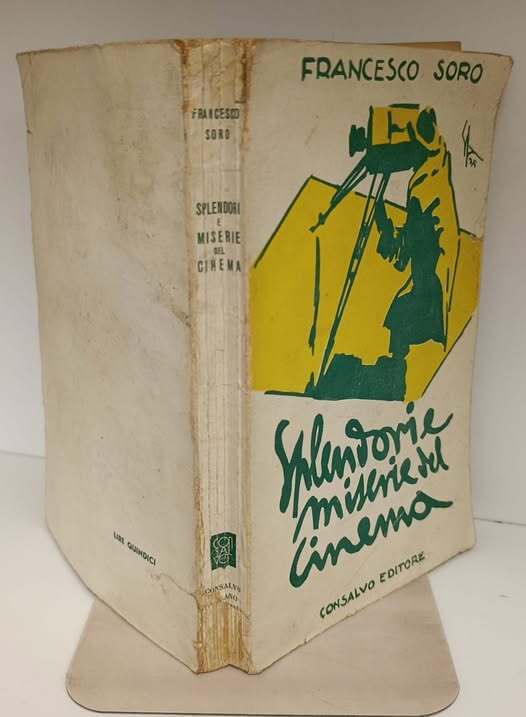 LIRE QUINDICI
FRANCESCO
SORO
SPLENDORI
E
MISERIE
DEL
CINEMA
CONSALVO
FRANCESCO SORO
Splendori e
miserie del
cinema
CONSALVO EDITORE